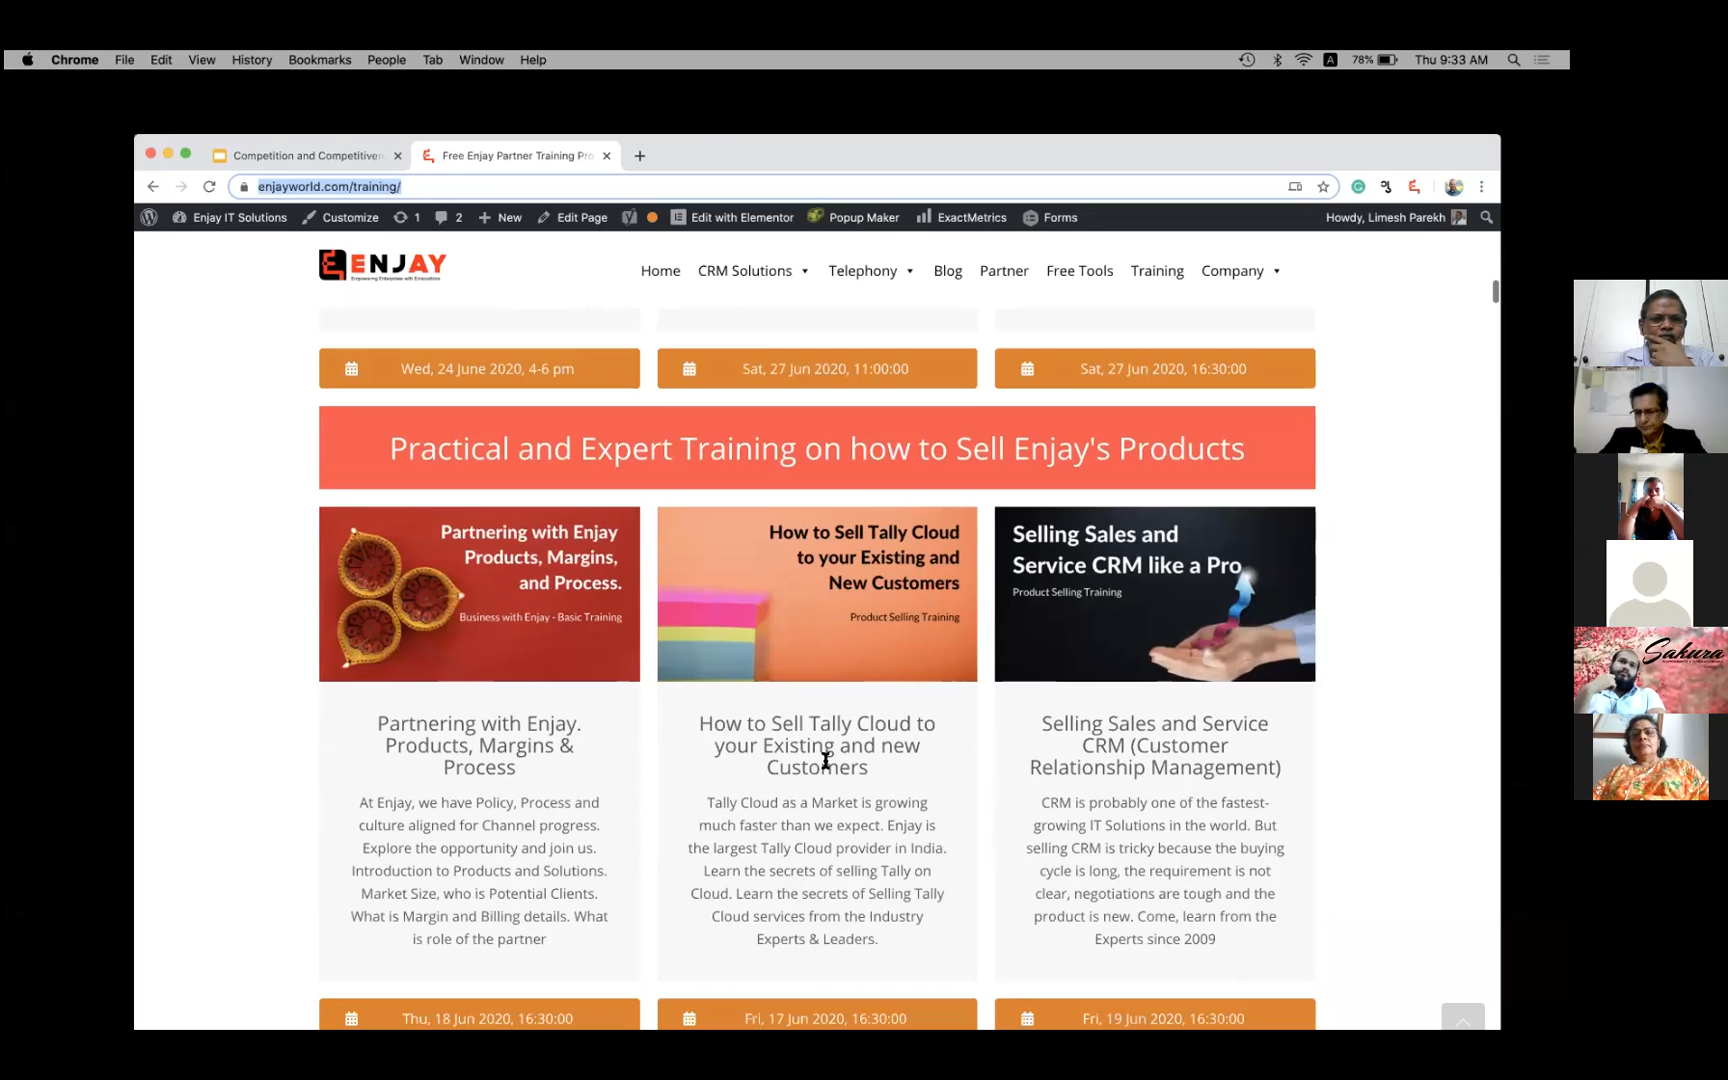 Chrome File Edit View History Bookmarks People Tab Window Help
A 78% Thu 9:33 AM
Competition and Competitiven
Free Enjay Partner Training Pro
enjayworld.com/training/
Enjay IT Solutions Customize 1 2 New Edit Page Edit with Elementor Popup Maker ExactMetrics Forms Howdy, Limesh Parekh
ENJAY
Empowering Enterprises with Ennovations
Home CRM Solutions Telephony Blog Partner Free Tools Training Company
Wed, 24 June 2020, 4-6 pm
Sat, 27 Jun 2020, 11:00:00
Sat, 27 Jun 2020, 16:30:00
Practical and Expert Training on how to Sell Enjay's Products
Partnering with Enjay
Products, Margins,
and Process.
Business with Enjay - Basic Training
How to Sell Tally Cloud
to your Existing and
New Customers
Product Selling Training
Selling Sales and
Service CRM like a Pro
Product Selling Training
Partnering with Enjay.
Products, Margins &
Process
At Enjay, we have Policy, Process and
culture aligned for Channel progress.
Explore the opportunity and join us.
Introduction to Products and Solutions.
Market Size, who is Potential Clients.
What is Margin and Billing details. What
is role of the partner
How to Sell Tally Cloud to
your Existing and new
Customers
Tally Cloud as a Market is growing
much faster than we expect. Enjay is
the largest Tally Cloud provider in India.
Learn the secrets of selling Tally on
Cloud. Learn the secrets of Selling Tally
Cloud services from the Industry
Experts & Leaders.
Selling Sales and Service
CRM (Customer
Relationship Management)
CRM is probably one of the fastest-
growing IT Solutions in the world. But
selling CRM is tricky because the buying
cycle is long, the requirement is not
clear, negotiations are tough and the
product is new. Come, learn from the
Experts since 2009
Thu, 18 Jun 2020, 16:30:00
Fri, 17 Jun 2020, 16:30:00
Fri, 19 Jun 2020, 16:30:00
Sakura